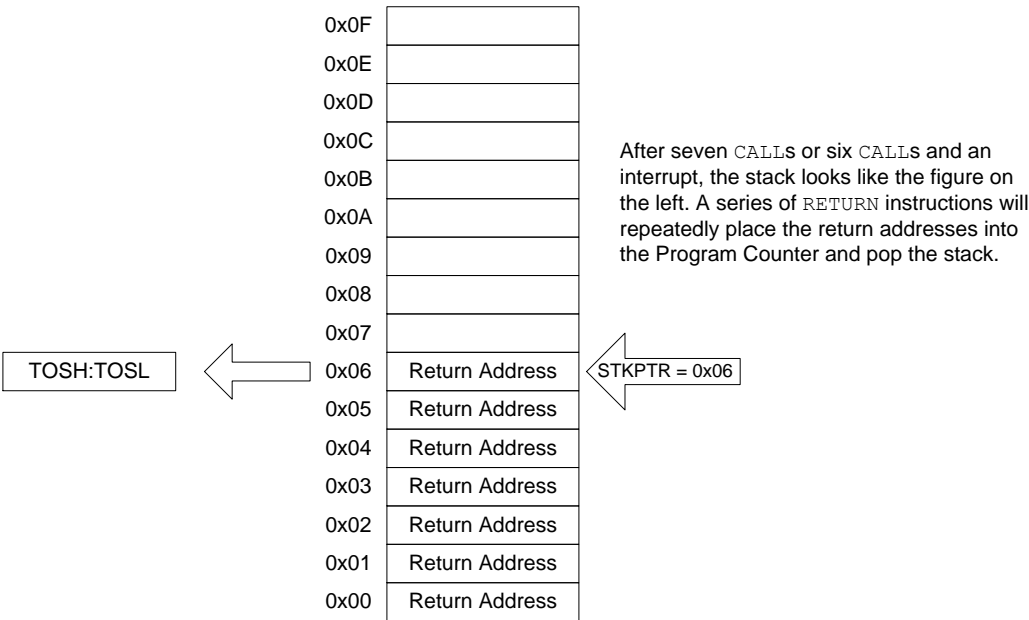 0x0F
0x0E
0x0D
0x0C
0x0B
0x0A
0x09
0x08
0x07
After seven CALLs or six CALLs and an
interrupt, the stack looks like the figure on
the left. A series of RETURN instructions will
repeatedly place the return addresses into
the Program Counter and pop the stack.
TOSH:TOSL
0x06 Return Address
STKPTR = 0x06
0x05 Return Address
0x04 Return Address
0x03 Return Address
0x02 Return Address
0x01 Return Address
0x00 Return Address